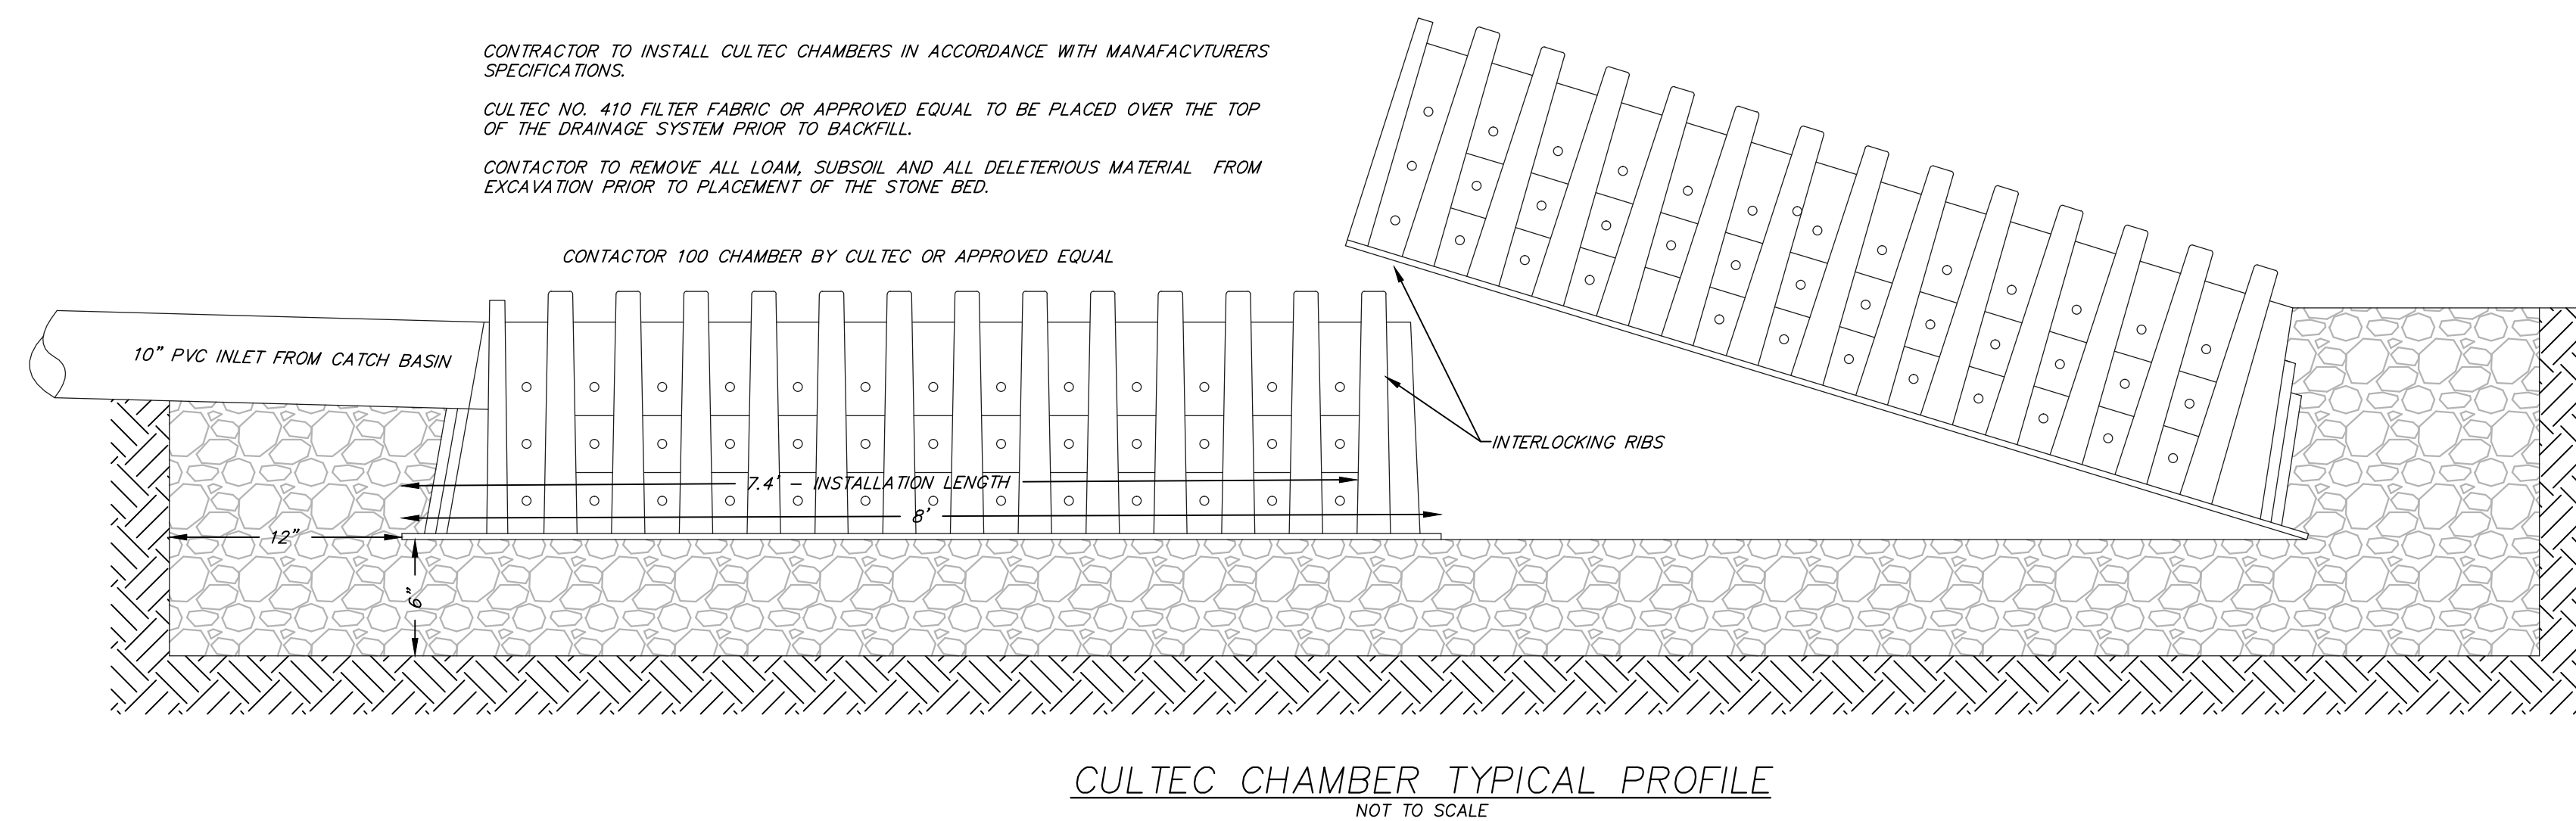 CONTRACTOR TO INSTALL CULTEC CHAMBERS IN ACCORDANCE WITH MANAFACVTURERS
SPECIFICATIONS.
CULTEC NO. 410 FILTER FABRIC OR APPROVED EQUAL TO BE PLACED OVER THE TOP
OF THE DRAINAGE SYSTEM PRIOR TO BACKFILL.
CONTACTOR TO REMOVE ALL LOAM, SUBSOIL AND ALL DELETERIOUS MATERIAL FROM
EXCAVATION PRIOR TO PLACEMENT OF THE STONE BED.
CONTACTOR 100 CHAMBER BY CULTEC OR APPROVED EQUAL
10" PVC INLET FROM CATCH BASIN
INTERLOCKING RIBS
7.4' – INSTALLATION LENGTH
8'
12"
6"
CULTEC CHAMBER TYPICAL PROFILE
NOT TO SCALE